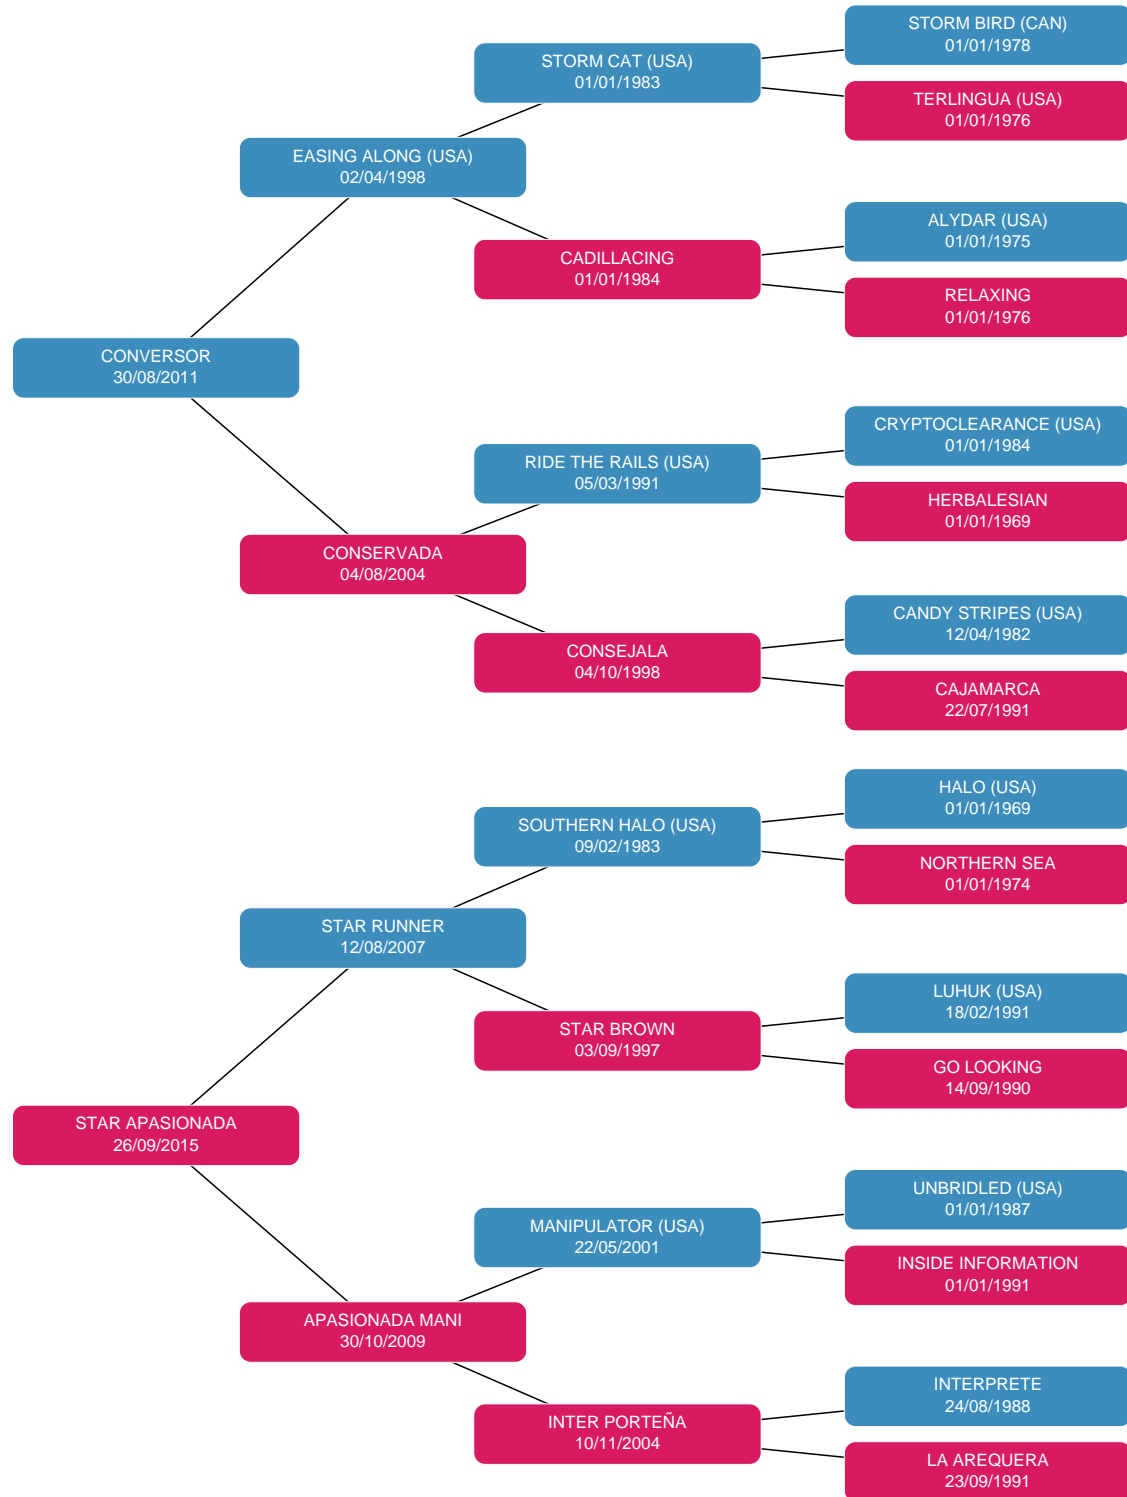 STORM BIRD (CAN)
01/01/1978
STORM CAT (USA)
01/01/1983
TERLINGUA (USA)
01/01/1976
EASING ALONG (USA)
02/04/1998
ALYDAR (USA)
01/01/1975
CADILLACING
01/01/1984
RELAXING
01/01/1976
CONVERSOR
30/08/2011
CRYPTOCLEARANCE (USA)
01/01/1984
RIDE THE RAILS (USA)
05/03/1991
HERBALESIAN
01/01/1969
CONSERVADA
04/08/2004
CANDY STRIPES (USA)
12/04/1982
CONSEJALA
04/10/1998
CAJAMARCA
22/07/1991
HALO (USA)
01/01/1969
SOUTHERN HALO (USA)
09/02/1983
NORTHERN SEA
01/01/1974
STAR RUNNER
12/08/2007
LUHUK (USA)
18/02/1991
STAR BROWN
03/09/1997
GO LOOKING
14/09/1990
STAR APASIONADA
26/09/2015
UNBRIDLED (USA)
01/01/1987
MANIPULATOR (USA)
22/05/2001
INSIDE INFORMATION
01/01/1991
APASIONADA MANI
30/10/2009
INTERPRETE
24/08/1988
INTER PORTEÑA
10/11/2004
LA AREQUERA
23/09/1991